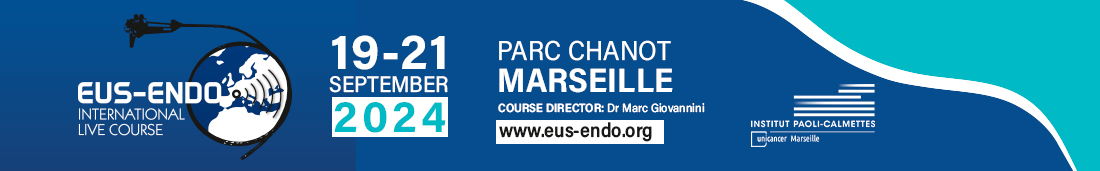 EUS-ENDO
INTERNATIONAL
LIVE COURSE
19-21
SEPTEMBER
2024
PARC CHANOT
MARSEILLE
COURSE DIRECTOR: Dr Marc Giovannini
www.eus-endo.org
INSTITUT PAOLI-CALMETTES
unicancer Marseille